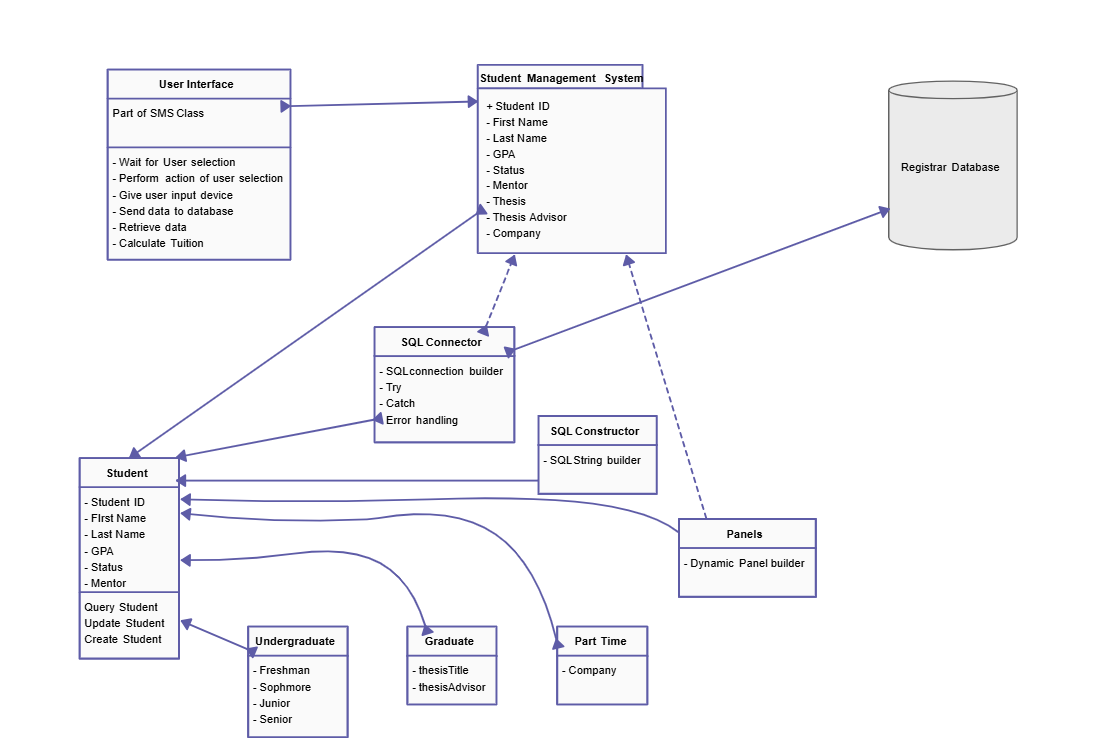 User Interface
Part of SMS Class
- Wait for User selection
- Perform action of user selection
- Give user input device
- Send data to database
- Retrieve data
- Calculate Tuition
Student Management System
+ Student ID
- First Name
- Last Name
- GPA
- Status
- Mentor
- Thesis
- Thesis Advisor
- Company
Registrar Database
SQL Connector
- SQLconnection builder
- Try
- Catch
Error handling
SQL Constructor
- SQLString builder
Student
- Student ID
- FIrst Name
- Last Name
- GPA
- Status
- Mentor
Query Student
Update Student
Create Student
Panels
- Dynamic Panel builder
Undergraduate
- Freshman
- Sophmore
- Junior
- Senior
Graduate
- thesisTitle
- thesisAdvisor
Part Time
- Company